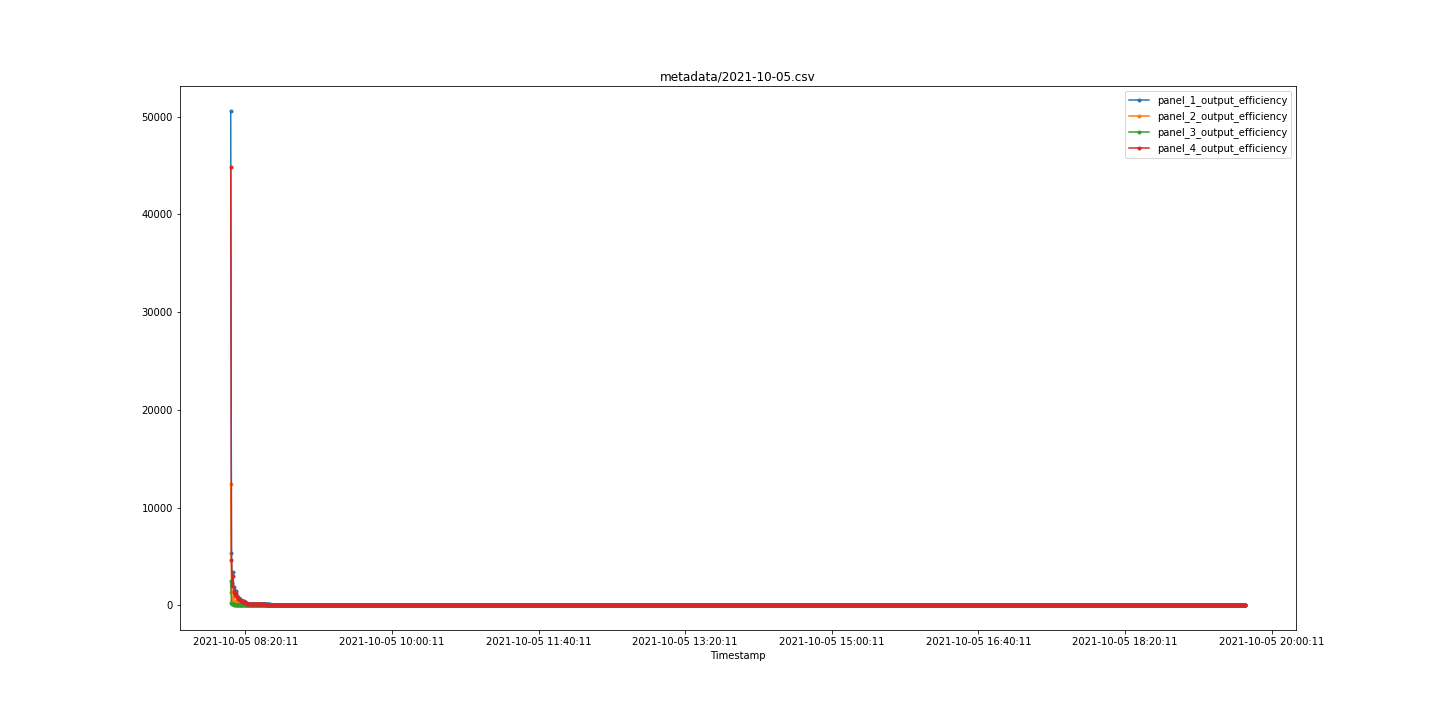 metadata/2021-10-05.csv
panel_1_output_efficiency
panel_2_output_efficiency
panel_3_output_efficiency
panel_4_output_efficiency
50000
40000
30000
20000
10000
0
2021-10-05 08:20:11 2021-10-05 10:00:11 2021-10-05 11:40:11 2021-10-05 13:20:11 2021-10-05 15:00:11 2021-10-05 16:40:11 2021-10-05 18:20:11 2021-10-05 20:00:11
Timestamp